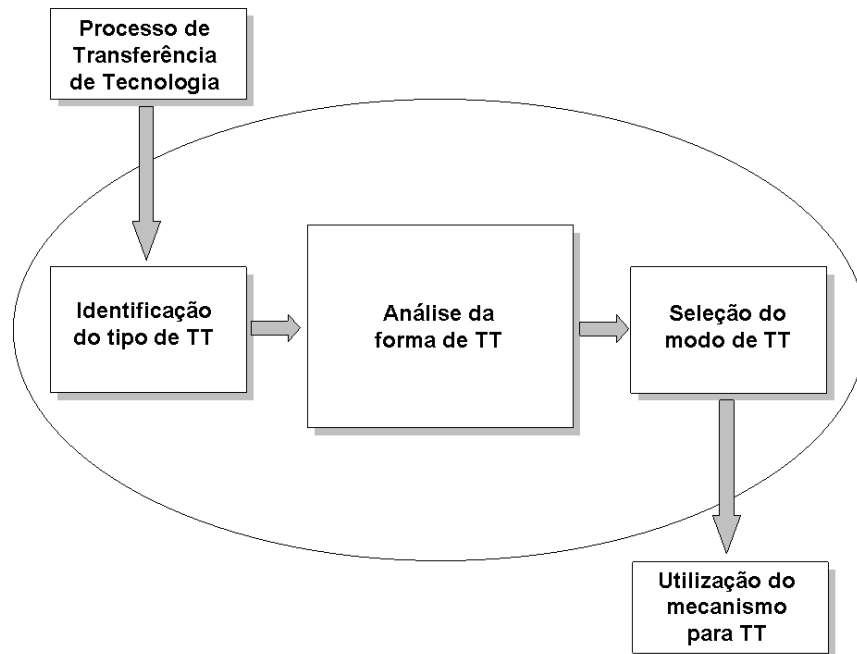 Processo de
Transferência
de Tecnologia
Identificação
do tipo de TT
Análise da
forma de TT
Seleção do
modo de TT
Utilização do
mecanismo
para TT